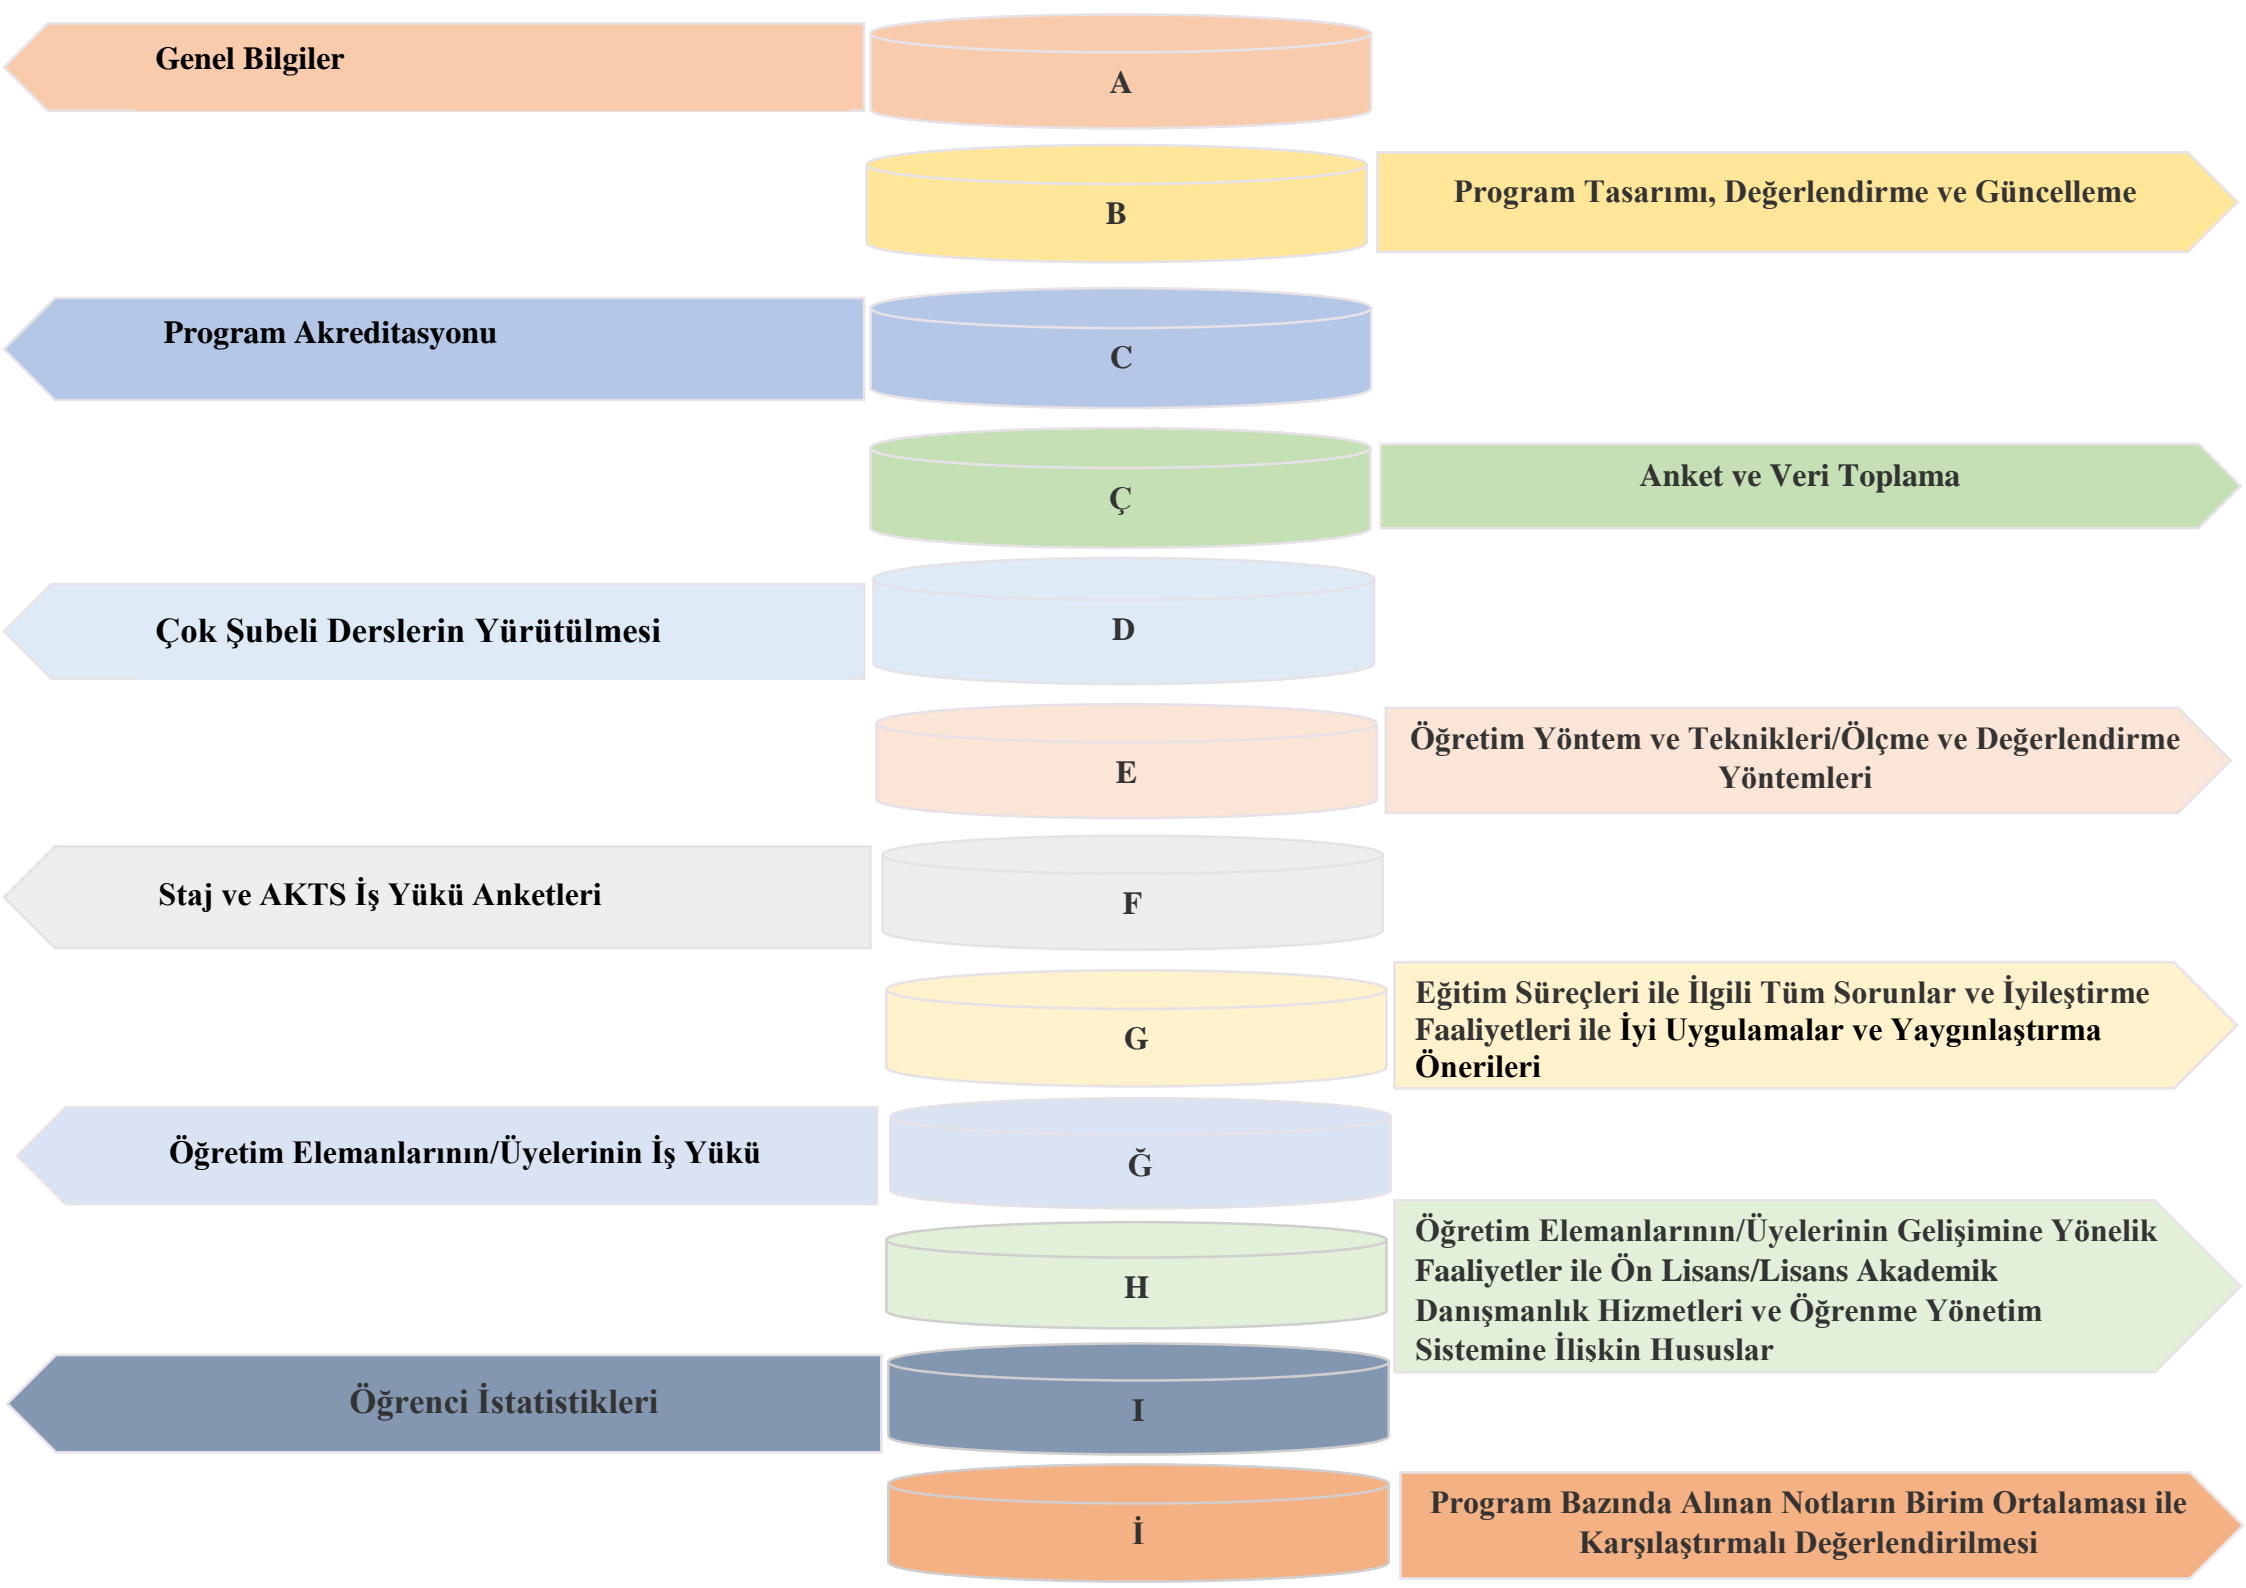 Genel Bilgiler
A
B
Program Tasarımı, Değerlendirme ve Güncelleme
Program Akreditasyonu
C
Ç
Anket ve Veri Toplama
Çok Şubeli Derslerin Yürütülmesi
D
E
Öğretim Yöntem ve Teknikleri/Ölçme ve Değerlendirme
Yöntemleri
Staj ve AKTS İş Yükü Anketleri
F
G
Eğitim Süreçleri ile İlgili Tüm Sorunlar ve İyileştirme
Faaliyetleri ile İyi Uygulamalar ve Yaygınlaştırma
Önerileri
Öğretim Elemanlarının/Üyelerinin İş Yükü
Ğ
H
Öğretim Elemanlarının/Üyelerinin Gelişimine Yönelik
Faaliyetler ile Ön Lisans/Lisans Akademik
Danışmanlık Hizmetleri ve Öğrenme Yönetim
Sistemine İlişkin Hususlar
Öğrenci İstatistikleri
I
İ
Program Bazında Alınan Notların Birim Ortalaması ile
Karşılaştırmalı Değerlendirilmesi